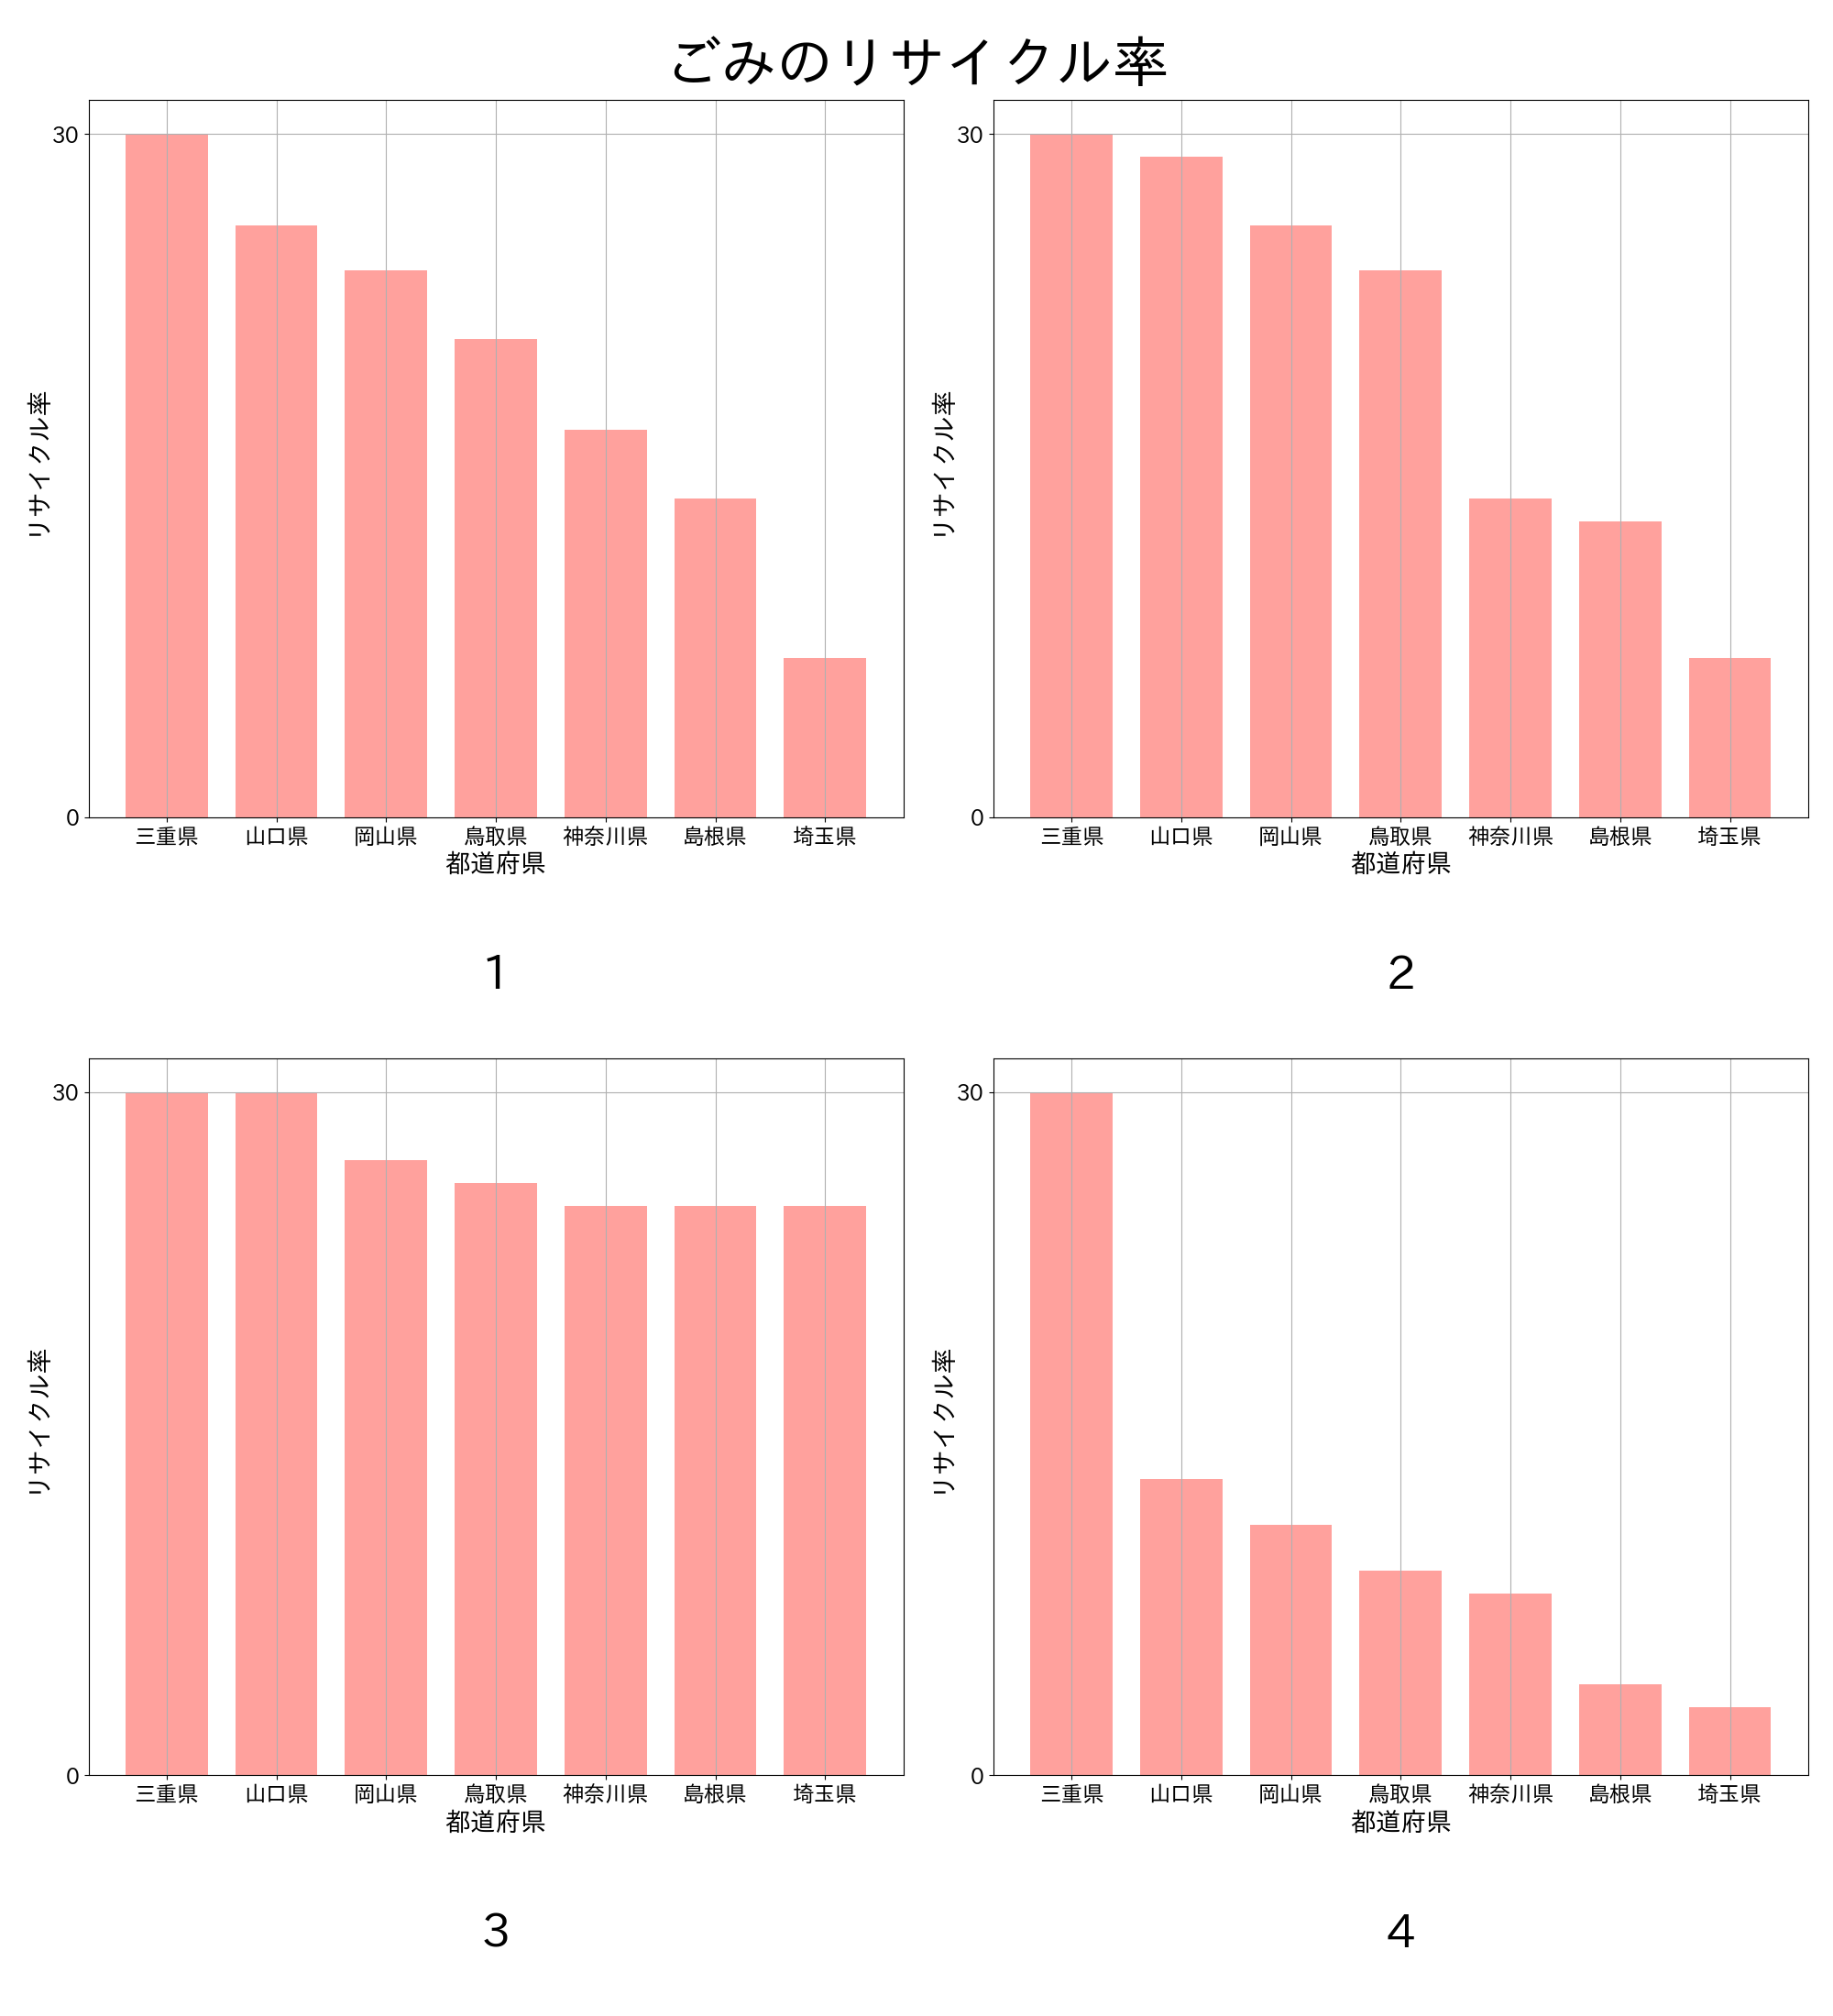 ごみのリサイクル率
30
0
リサイクル率
三重県 山口県 岡山県 鳥取県 神奈川県 島根県 埼玉県
都道府県
1
30
0
リサイクル率
三重県 山口県 岡山県 鳥取県 神奈川県 島根県 埼玉県
都道府県
2
30
0
リサイクル率
三重県 山口県 岡山県 鳥取県 神奈川県 島根県 埼玉県
都道府県
3
30
0
リサイクル率
三重県 山口県 岡山県 鳥取県 神奈川県 島根県 埼玉県
都道府県
4